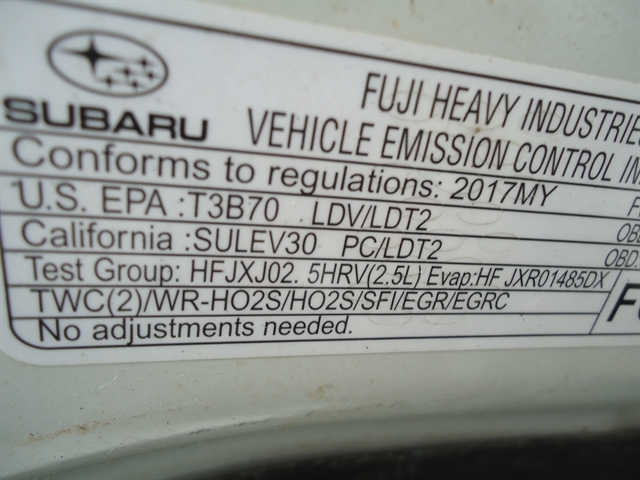 SUBARU
FUJI HEAVY INDUSTRIES
VEHICLE EMISSION CONTROL
Conforms to regulations: 2017MY
U.S. EPA :T3B70 LDV/LDT2
California :SULEV30 PC/LDT2
Test Group: HFJXJ02. 5HRV(2.5L) Evap:HF JXR01485DX
TWC(2)/WR-HO2S/HO2S/SFI/EGR/EGRC
No adjustments needed.